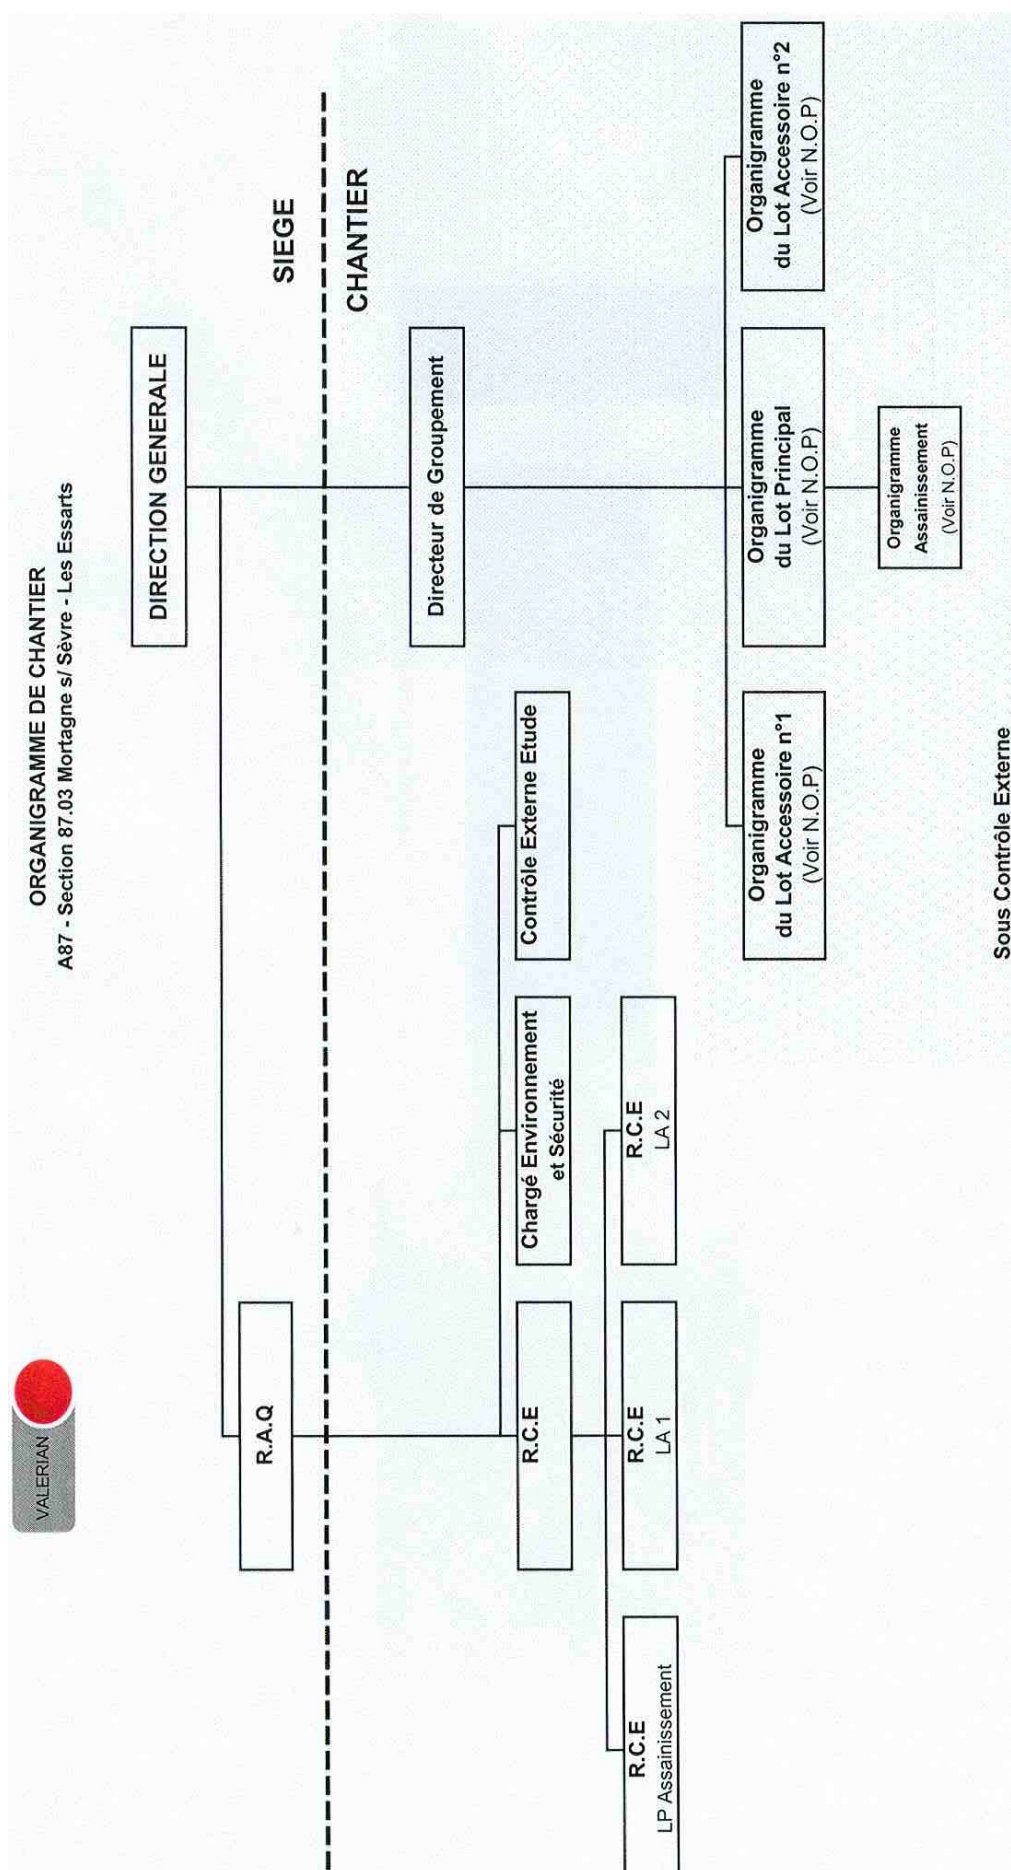 VALERIAN
ORGANIGRAMME DE CHANTIER
A87 - Section 87.03 Mortagne s/ Sèvre - Les Essarts
DIRECTION GENERALE
R.A.Q
SIEGE
CHANTIER
Directeur de Groupement
R.C.E
Chargé Environnement
et Sécurité
Contrôle Externe Etude
R.C.E
LP Assainissement
R.C.E
LA 1
R.C.E
LA 2
Organigramme
du Lot Accessoire n°1
(Voir N.O.P)
Organigramme
du Lot Principal
(Voir N.O.P)
Organigramme
du Lot Accessoire n°2
(Voir N.O.P)
Organigramme
Assainissement
(Voir N.O.P)
Sous Contrôle Externe